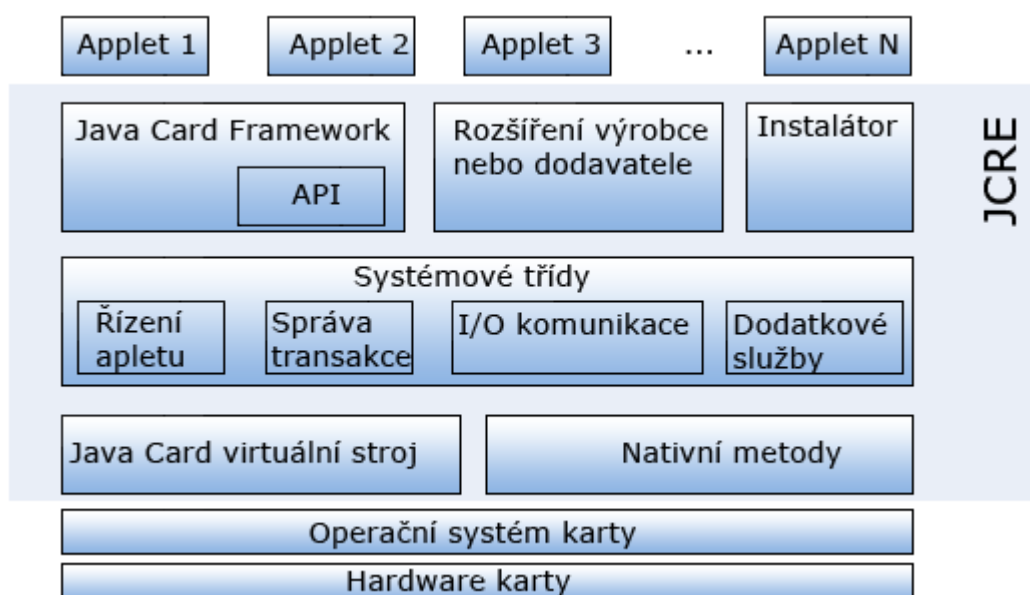 Applet 1
Applet 2
Applet 3
...
Applet N
Java Card Framework
API
Rozšíření výrobce
nebo dodavatele
Instalátor
JCRE
Systémové třídy
Řízení
apletu
Správa
transakce
I/O komunikace
Dodatkové
služby
Java Card virtuální stroj
Nativní metody
Operační systém karty
Hardware karty